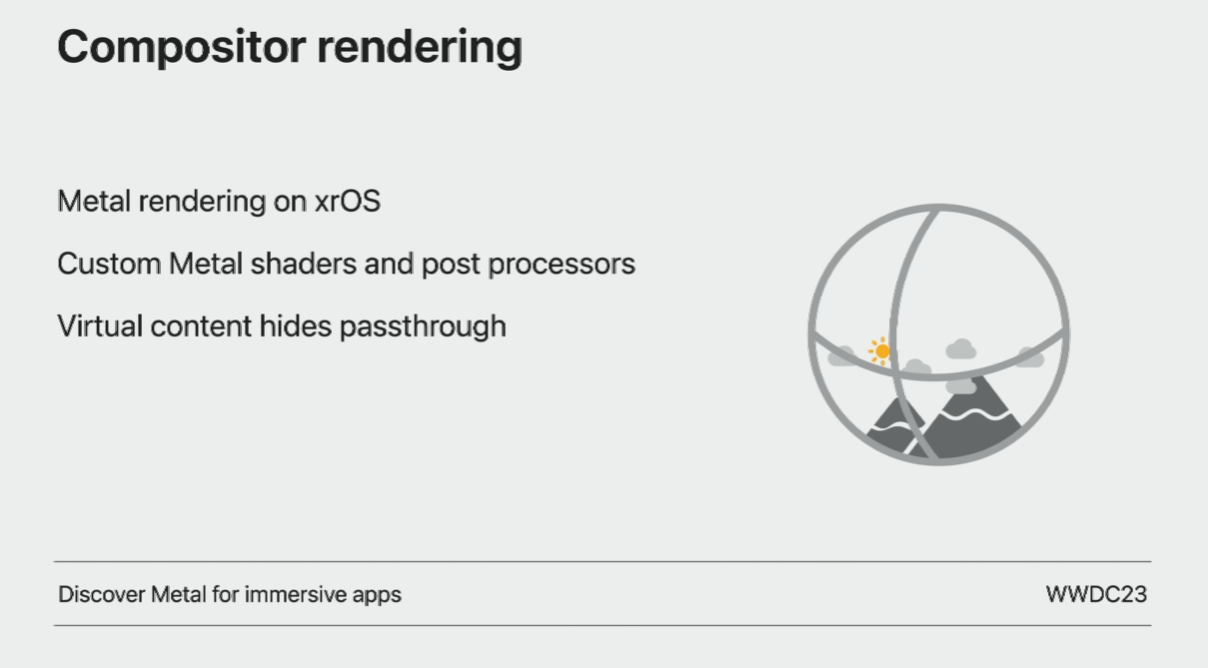 Compositor rendering
Metal rendering on xrOS
Custom Metal shaders and post processors
Virtual content hides passthrough
Discover Metal for immersive apps
WWDC23